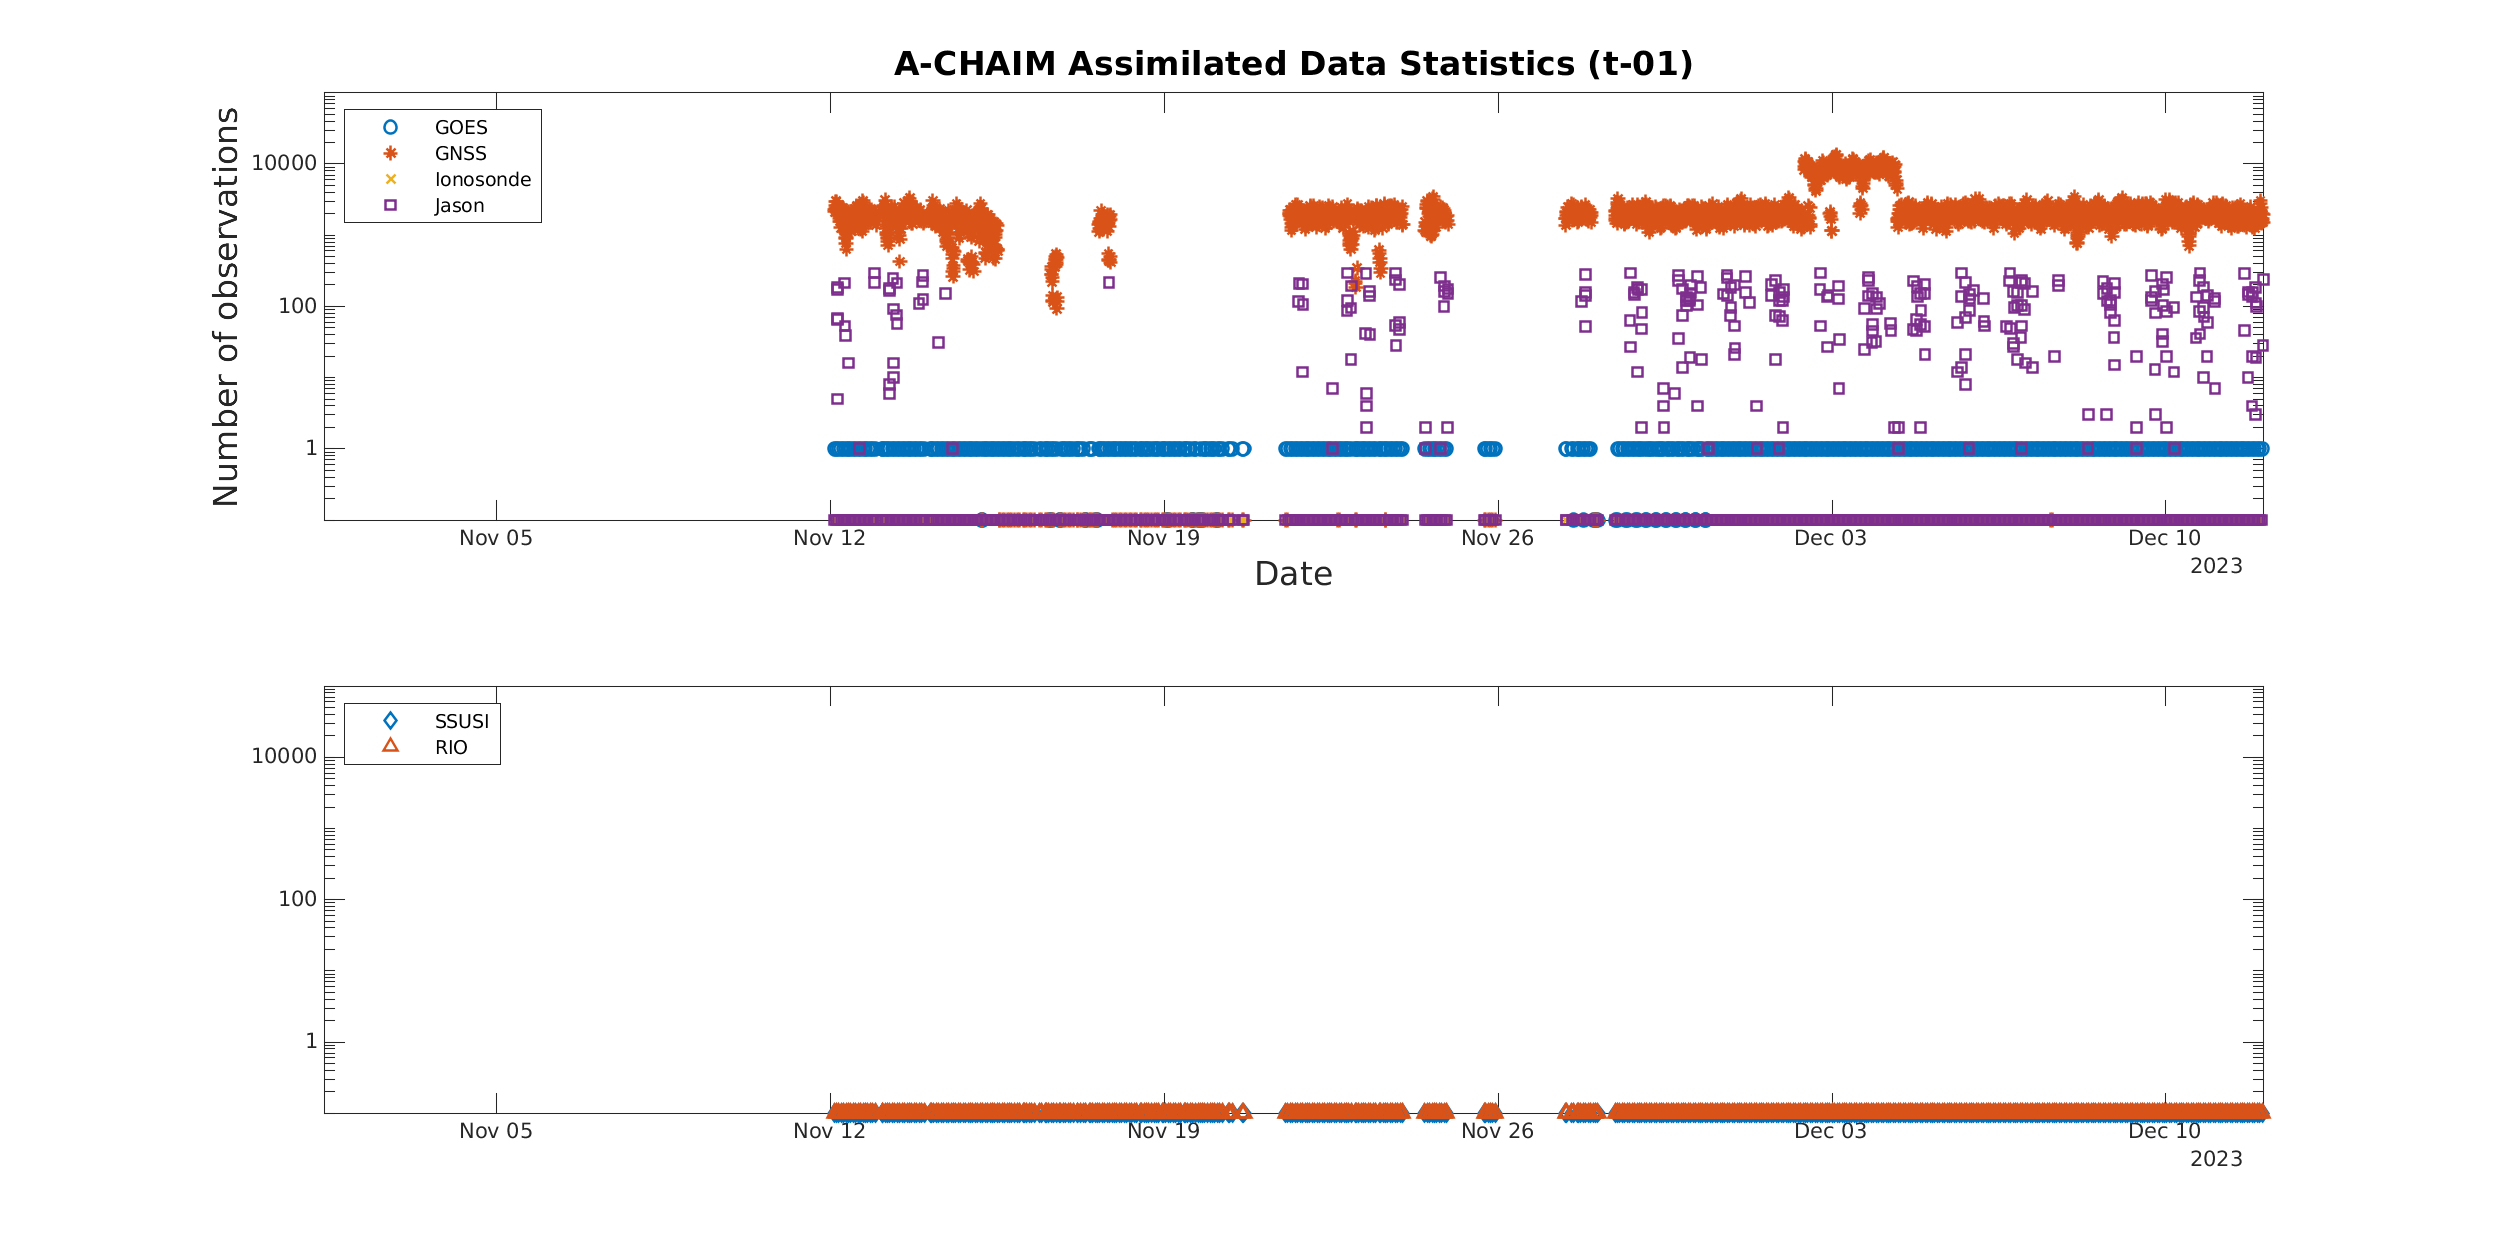 A-CHAIM Assimilated Data Statistics (t-01)
Number of observations
GOES
GNSS
Ionosonde
Jason
10000
100
1
Nov 05
Nov 12
Nov 19
Nov 26
Dec 03
Dec 10
2023
Date
SSUSI
RIO
10000
100
1
Nov 05
Nov 12
Nov 19
Nov 26
Dec 03
Dec 10
2023